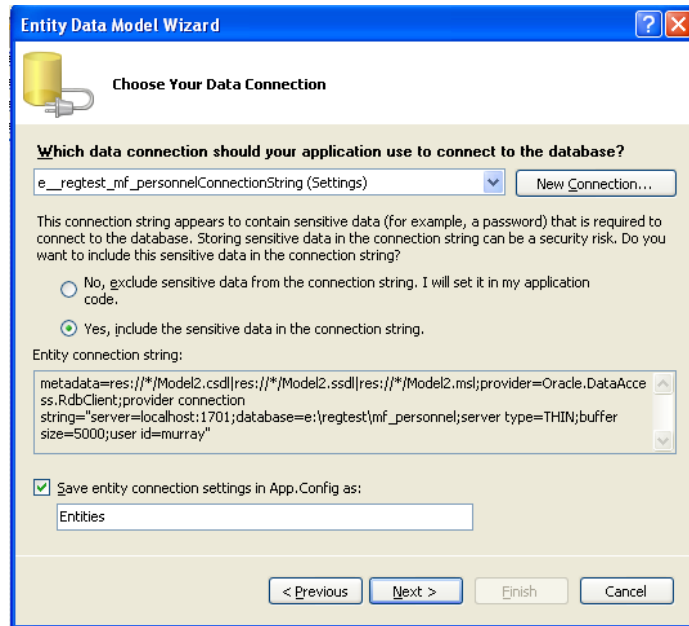 Entity Data Model Wizard
Choose Your Data Connection
Which data connection should your application use to connect to the database?
e__regtest_mf_personnelConnectionString (Settings)
New Connection...
This connection string appears to contain sensitive data (for example, a password) that is required to
connect to the database. Storing sensitive data in the connection string can be a security risk. Do you
want to include this sensitive data in the connection string?
No, exclude sensitive data from the connection string. I will set it in my application
code.
Yes, include the sensitive data in the connection string.
Entity connection string:
metadata=res://*/Model2.csdl|res://*/Model2.ssdl|res://*/Model2.msl;provider=Oracle.DataAcce
ss.RdbClient;provider connection
string="server=localhost:1701;database=e:\regtest\mf_personnel;server type=THIN;buffer
size=5000;user id=murray"
Save entity connection settings in App.Config as:
Entities
< Previous
Next >
Finish
Cancel